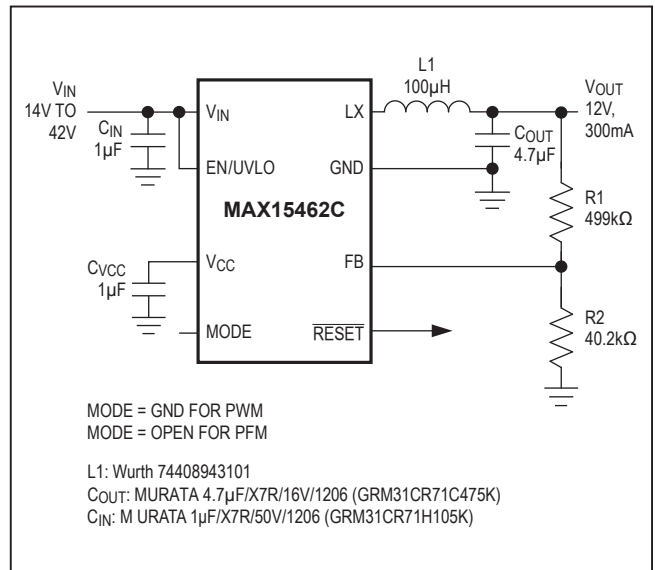 VIN
14V TO
42V
CIN
1µF
VIN
EN/UVLO
MAX15462C
CVCC
1µF
VCC
MODE
LX
GND
FB
RESET
L1
100µH
COUT
4.7µF
VOUT
12V,
300mA
R1
499kΩ
R2
40.2kΩ
MODE = GND FOR PWM
MODE = OPEN FOR PFM
L1: Wurth 74408943101
COUT: MURATA 4.7µF/X7R/16V/1206 (GRM31CR71C475K)
CIN: M URATA 1µF/X7R/50V/1206 (GRM31CR71H105K)